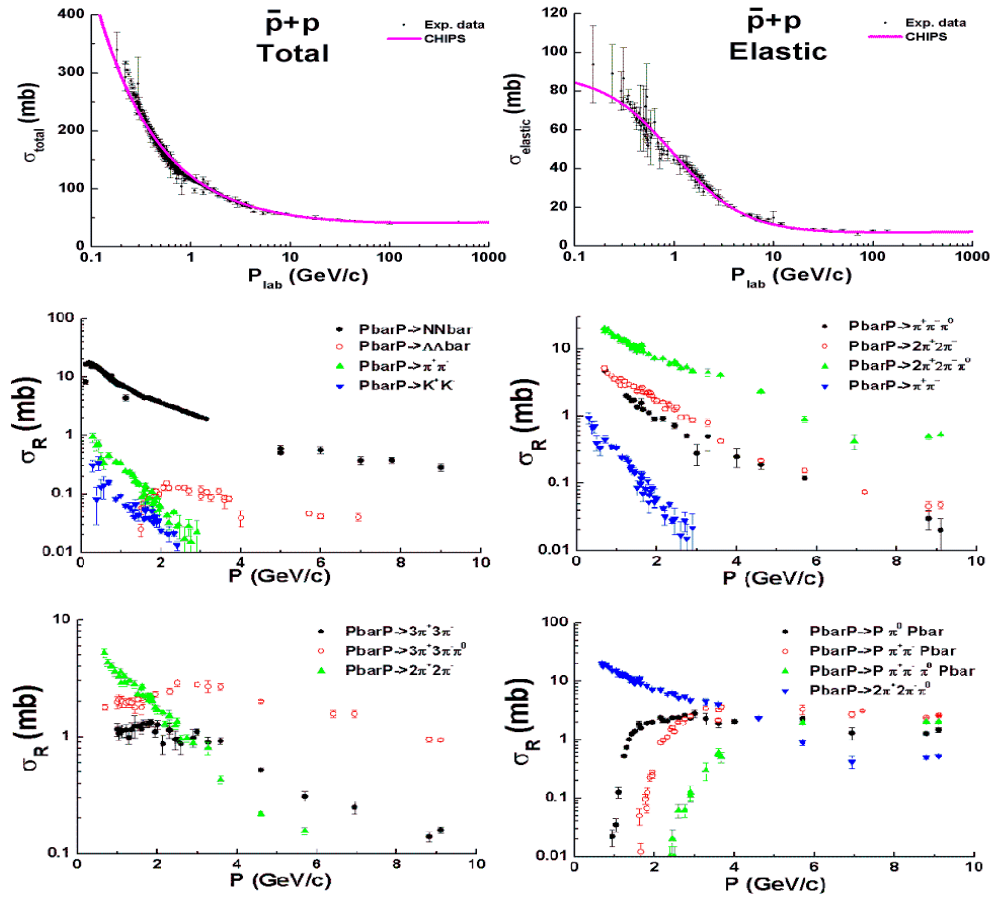 p̄+p
Total
Exp. data
CHIPS
σtotal (mb)
400
300
200
100
0
0.1 1 10 100 1000
Plab (GeV/c)
p̄+p
Elastic
Exp. data
CHIPS
σelastic (mb)
120
100
80
60
40
20
0
0.1 1 10 100 1000
Plab (GeV/c)
PbarP->NNbar
PbarP->ΛΛbar
PbarP->π⁺π⁻
PbarP->K⁺K⁻
σR (mb)
100
10
1
0.1
0.01
0 2 4 6 8 10
P (GeV/c)
PbarP->π⁺π⁻π⁰
PbarP->2π⁺2π⁻
PbarP->2π⁺2π⁻π⁰
PbarP->π⁺π⁻
σR (mb)
10
1
0.1
0.01
0 2 4 6 8 10
P (GeV/c)
PbarP->3π⁺3π⁻
PbarP->3π⁺3π⁻π⁰
PbarP->2π⁺2π⁻
σR (mb)
10
1
0.1
0 2 4 6 8 10
P (GeV/c)
PbarP->P π⁰ Pbar
PbarP->P π⁺π⁻ Pbar
PbarP->P π⁺π⁻ π⁰ Pbar
PbarP->2π⁺2π⁻π⁰
σR (mb)
100
10
1
0.1
0.01
0 2 4 6 8 10
P (GeV/c)